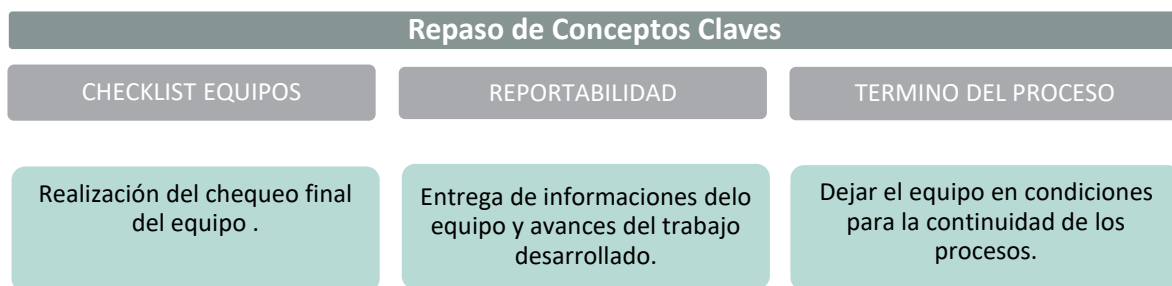 Repaso de Conceptos Claves
CHECKLIST EQUIPOS
REPORTABILIDAD
TERMINO DEL PROCESO
Realización del chequeo final
del equipo .
Entrega de informaciones delo
equipo y avances del trabajo
desarrollado.
Dejar el equipo en condiciones
para la continuidad de los
procesos.